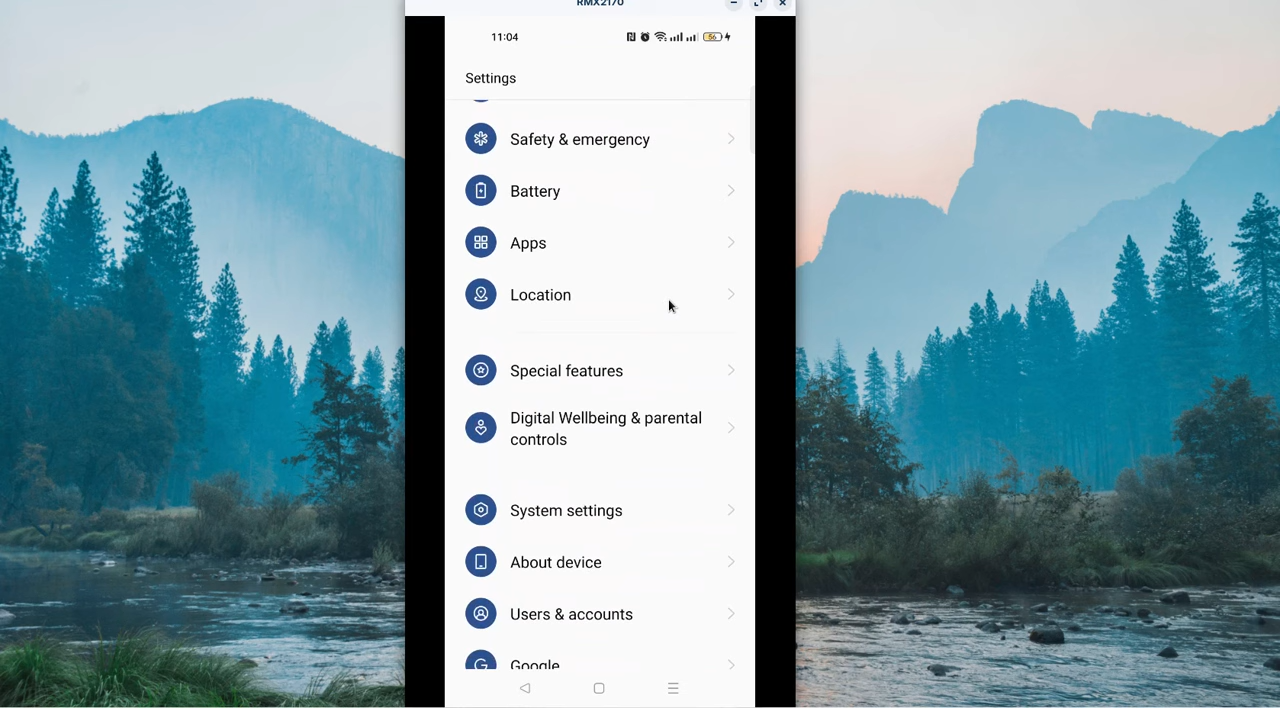 RMX2170
11:04
56
Settings
Safety & emergency
Battery
Apps
Location
Special features
Digital Wellbeing & parental
controls
System settings
About device
Users & accounts
Google